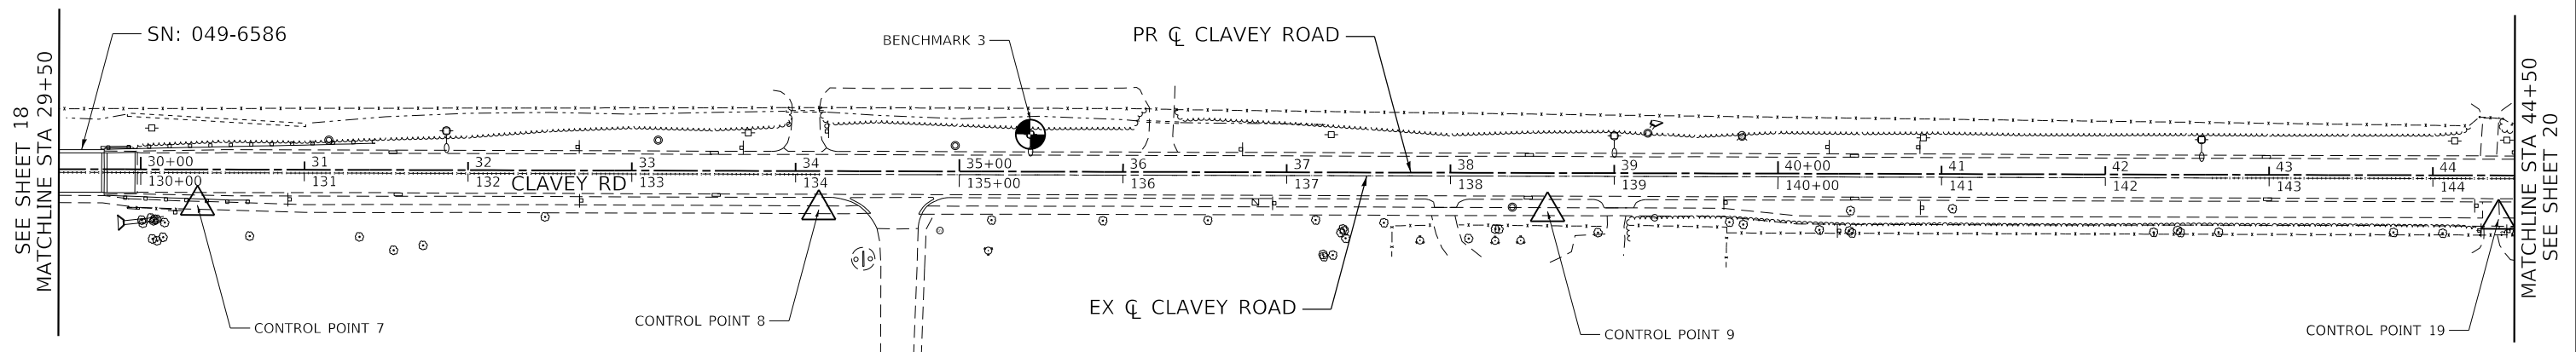 SEE SHEET 18
MATCHLINE STA 29+50
SN: 049-6586
BENCHMARK 3
PR ℄ CLAVEY ROAD
30+00 31 32 33 34 35+00 36 37 38 39 40+00 41 42 43 44
130+00 131 132 133 134 135+00 136 137 138 139 140+00 141 142 143 144
CLAVEY RD
EX ℄ CLAVEY ROAD
CONTROL POINT 7
CONTROL POINT 8
CONTROL POINT 9
CONTROL POINT 19
MATCHLINE STA 44+50
SEE SHEET 20